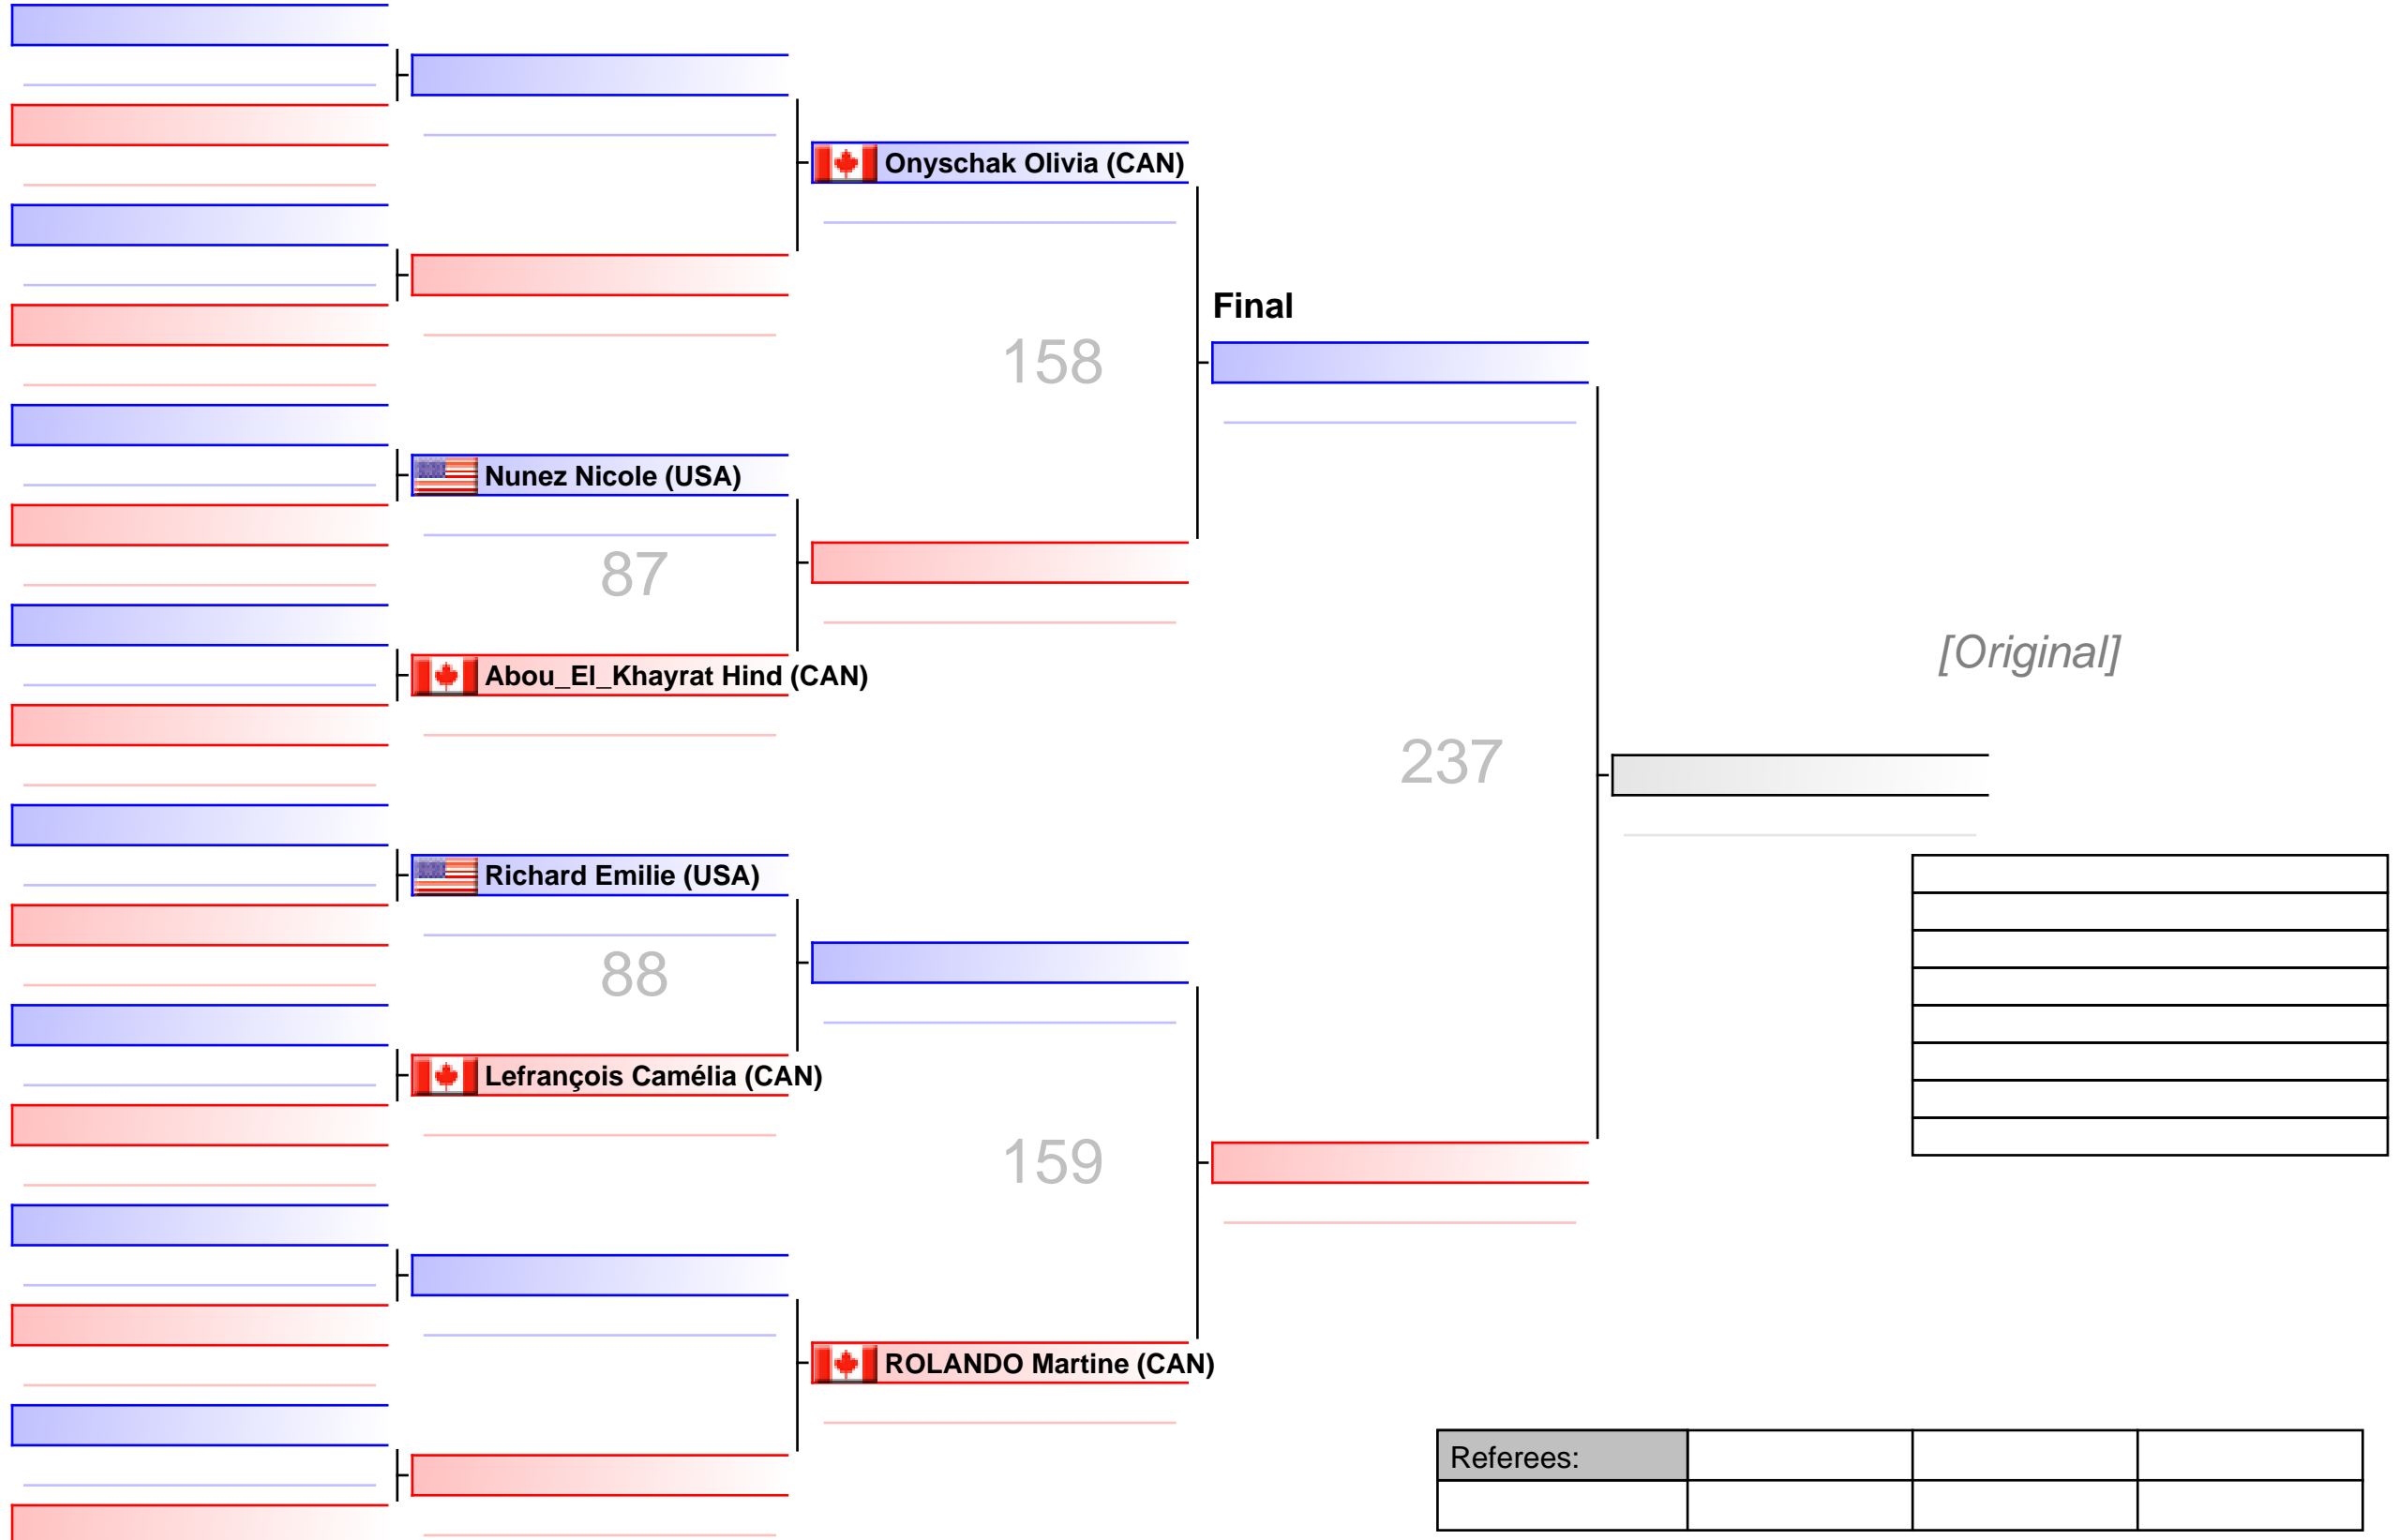 Onyschak Olivia (CAN)
Final
158
Nunez Nicole (USA)
87
Abou_El_Khayrat Hind (CAN)
[Original]
237
Richard Emilie (USA)
88
Lefrançois Camélia (CAN)
159
ROLANDO Martine (CAN)
Referees: